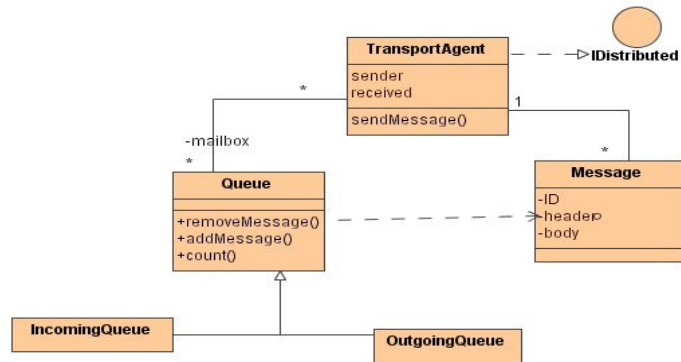 TransportAgent
sender
received
sendMessage()
IDistributed
*
1
-mailbox
*
*
Queue
+removeMessage()
+addMessage()
+count()
Message
-ID
-header
-body
IncomingQueue
OutgoingQueue